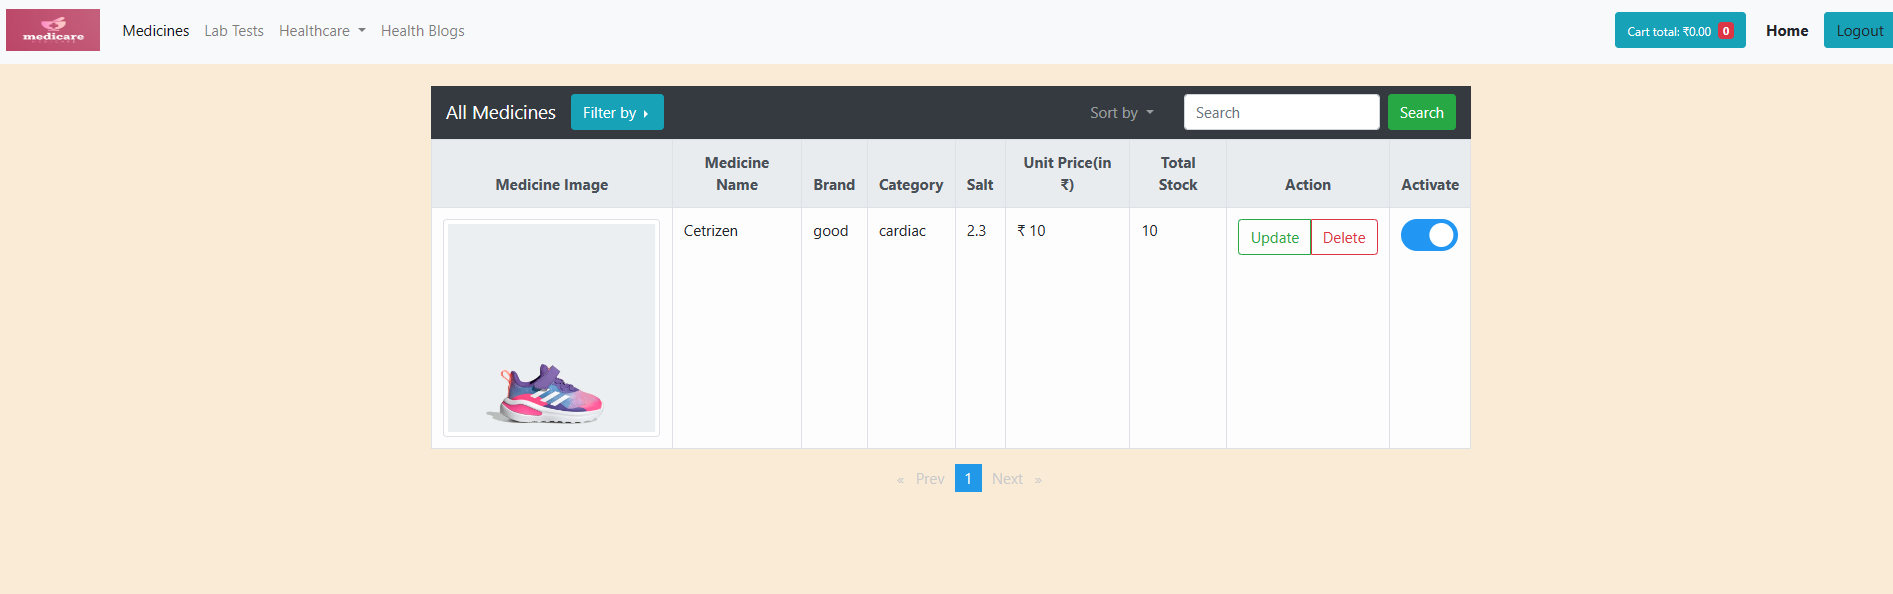 medicare
Medicines Lab Tests Healthcare Health Blogs
Cart total: ₹0.00 0 Home Logout
All Medicines Filter by Sort by Search Search
Medicine Image Medicine Name Brand Category Salt Unit Price(in ₹) Total Stock Action Activate
Cetrizen good cardiac 2.3 ₹ 10 10 Update Delete
« Prev 1 Next »